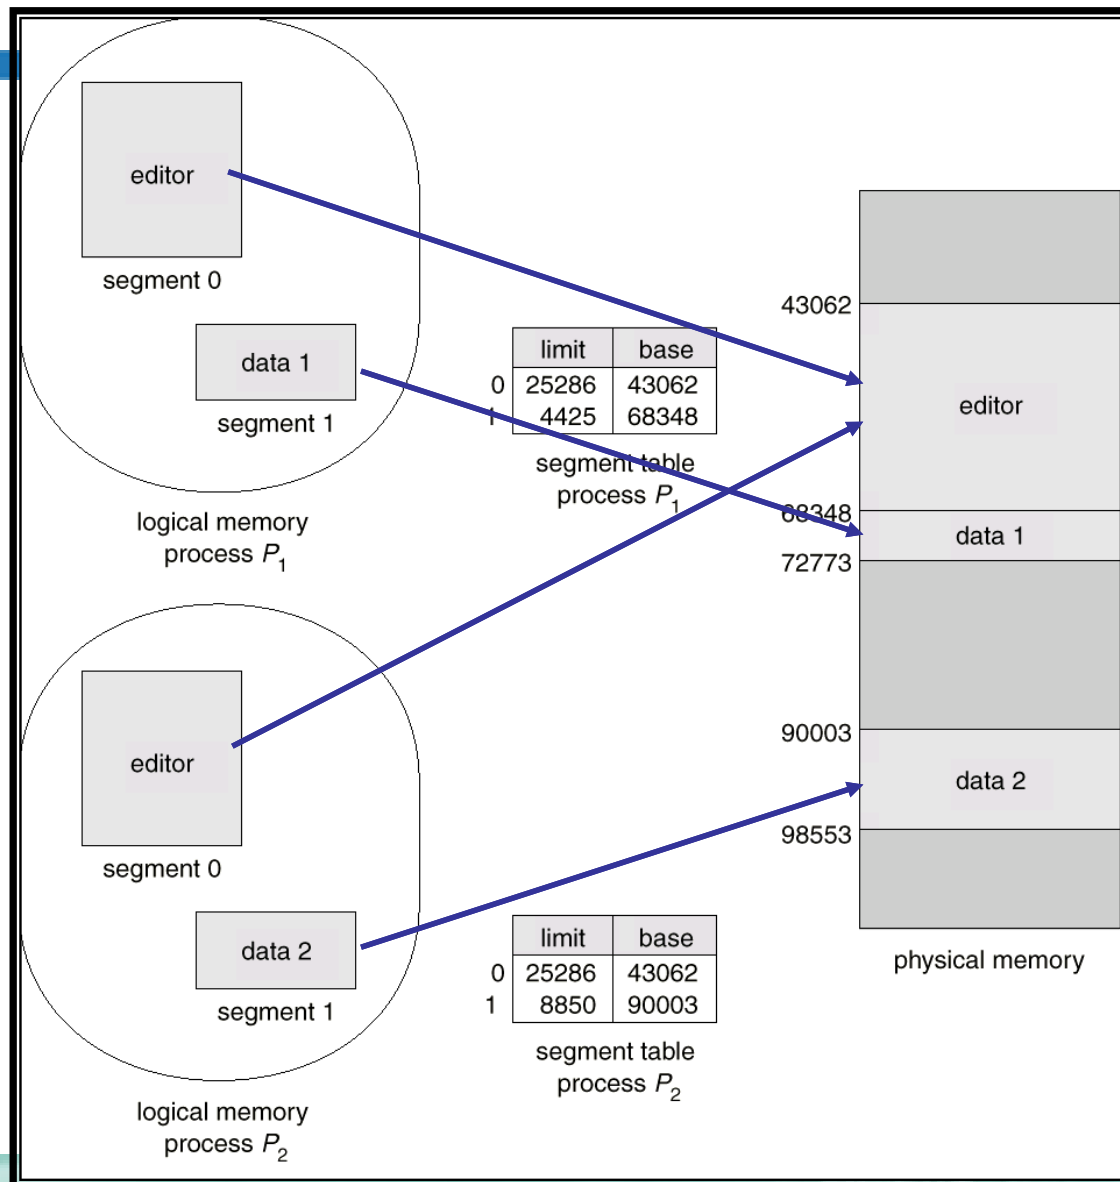 editor
segment 0
data 1
segment 1
logical memory
process P1
limit base
0 25286 43062
1 4425 68348
segment table
process P1
editor
segment 0
data 2
segment 1
logical memory
process P2
limit base
0 25286 43062
1 8850 90003
segment table
process P2
43062
editor
68348
data 1
72773
90003
data 2
98553
physical memory